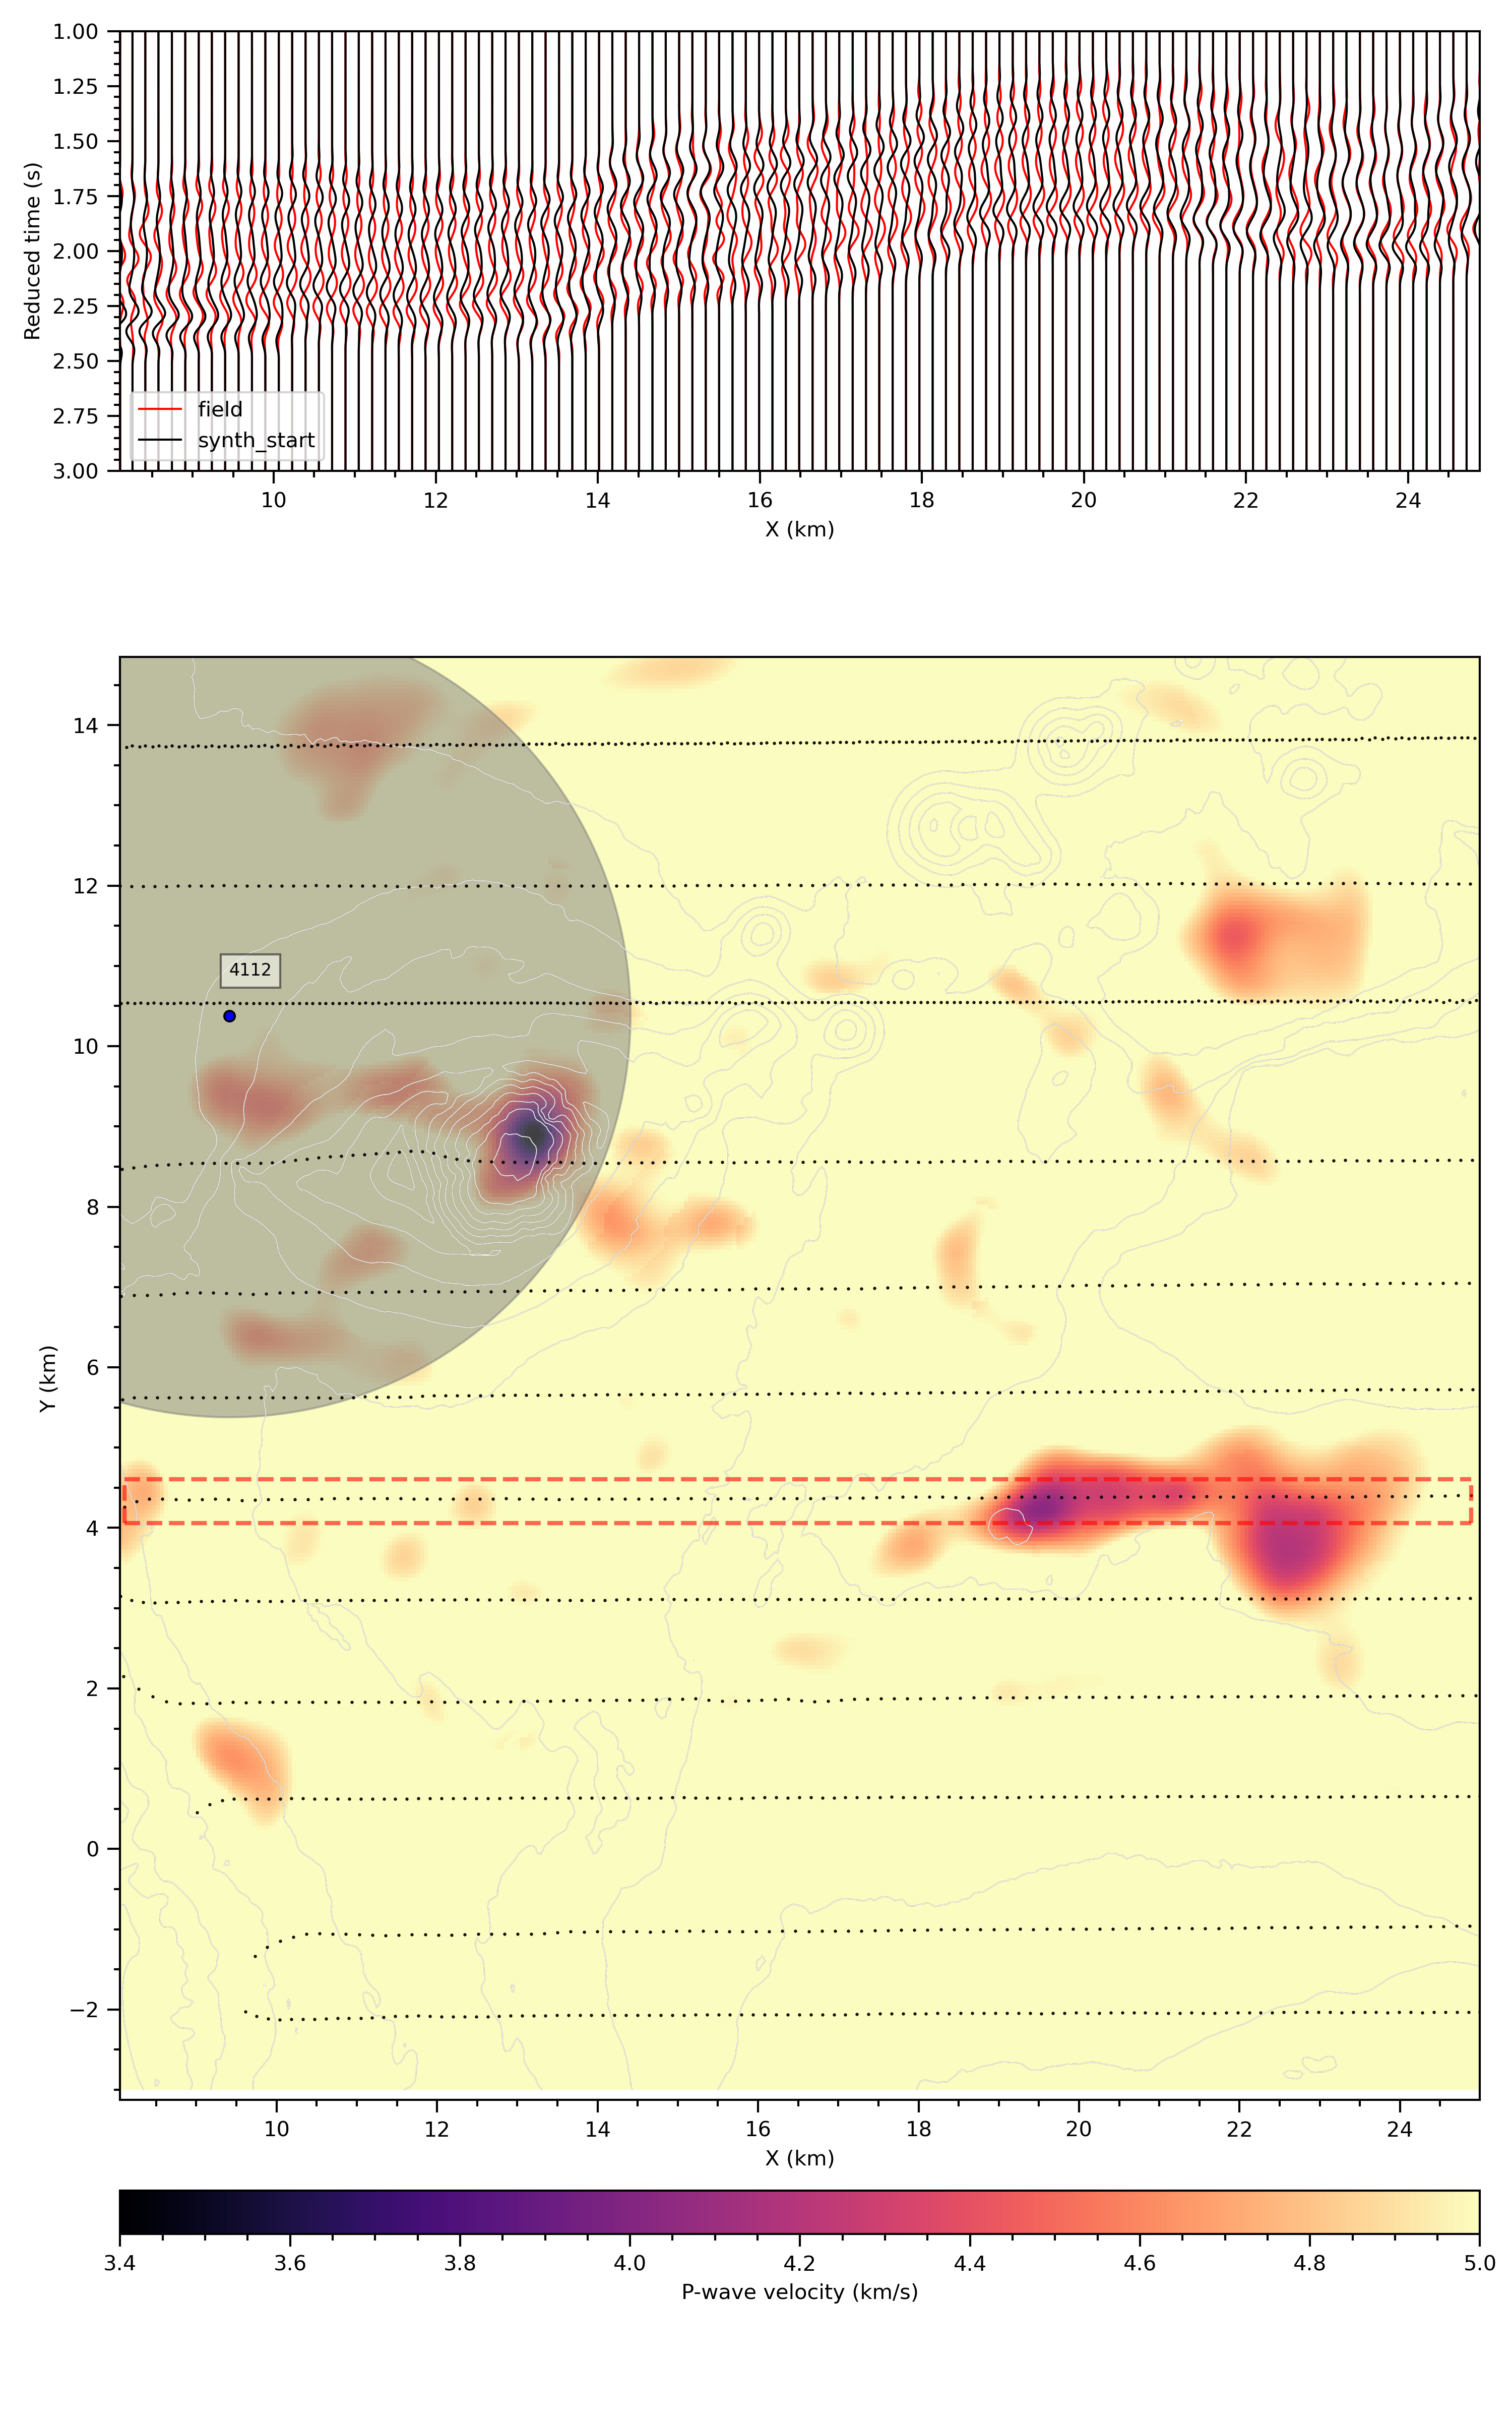 1.00
1.25
1.50
1.75
2.00
2.25
2.50
2.75
3.00
Reduced time (s)
field
synth_start
10 12 14 16 18 20 22 24
X (km)
14
12
10
8
6
4
2
0
−2
Y (km)
4112
10 12 14 16 18 20 22 24
X (km)
3.4 3.6 3.8 4.0 4.2 4.4 4.6 4.8 5.0
P-wave velocity (km/s)